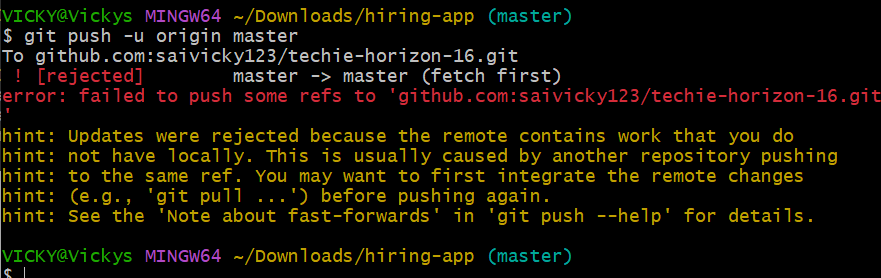 VICKY@Vickys MINGW64 ~/Downloads/hiring-app (master)
$ git push -u origin master
To github.com:saivicky123/techie-horizon-16.git
 ! [rejected]        master -> master (fetch first)
error: failed to push some refs to 'github.com:saivicky123/techie-horizon-16.git
'
hint: Updates were rejected because the remote contains work that you do
hint: not have locally. This is usually caused by another repository pushing
hint: to the same ref. You may want to first integrate the remote changes
hint: (e.g., 'git pull ...') before pushing again.
hint: See the 'Note about fast-forwards' in 'git push --help' for details.
VICKY@Vickys MINGW64 ~/Downloads/hiring-app (master)
$